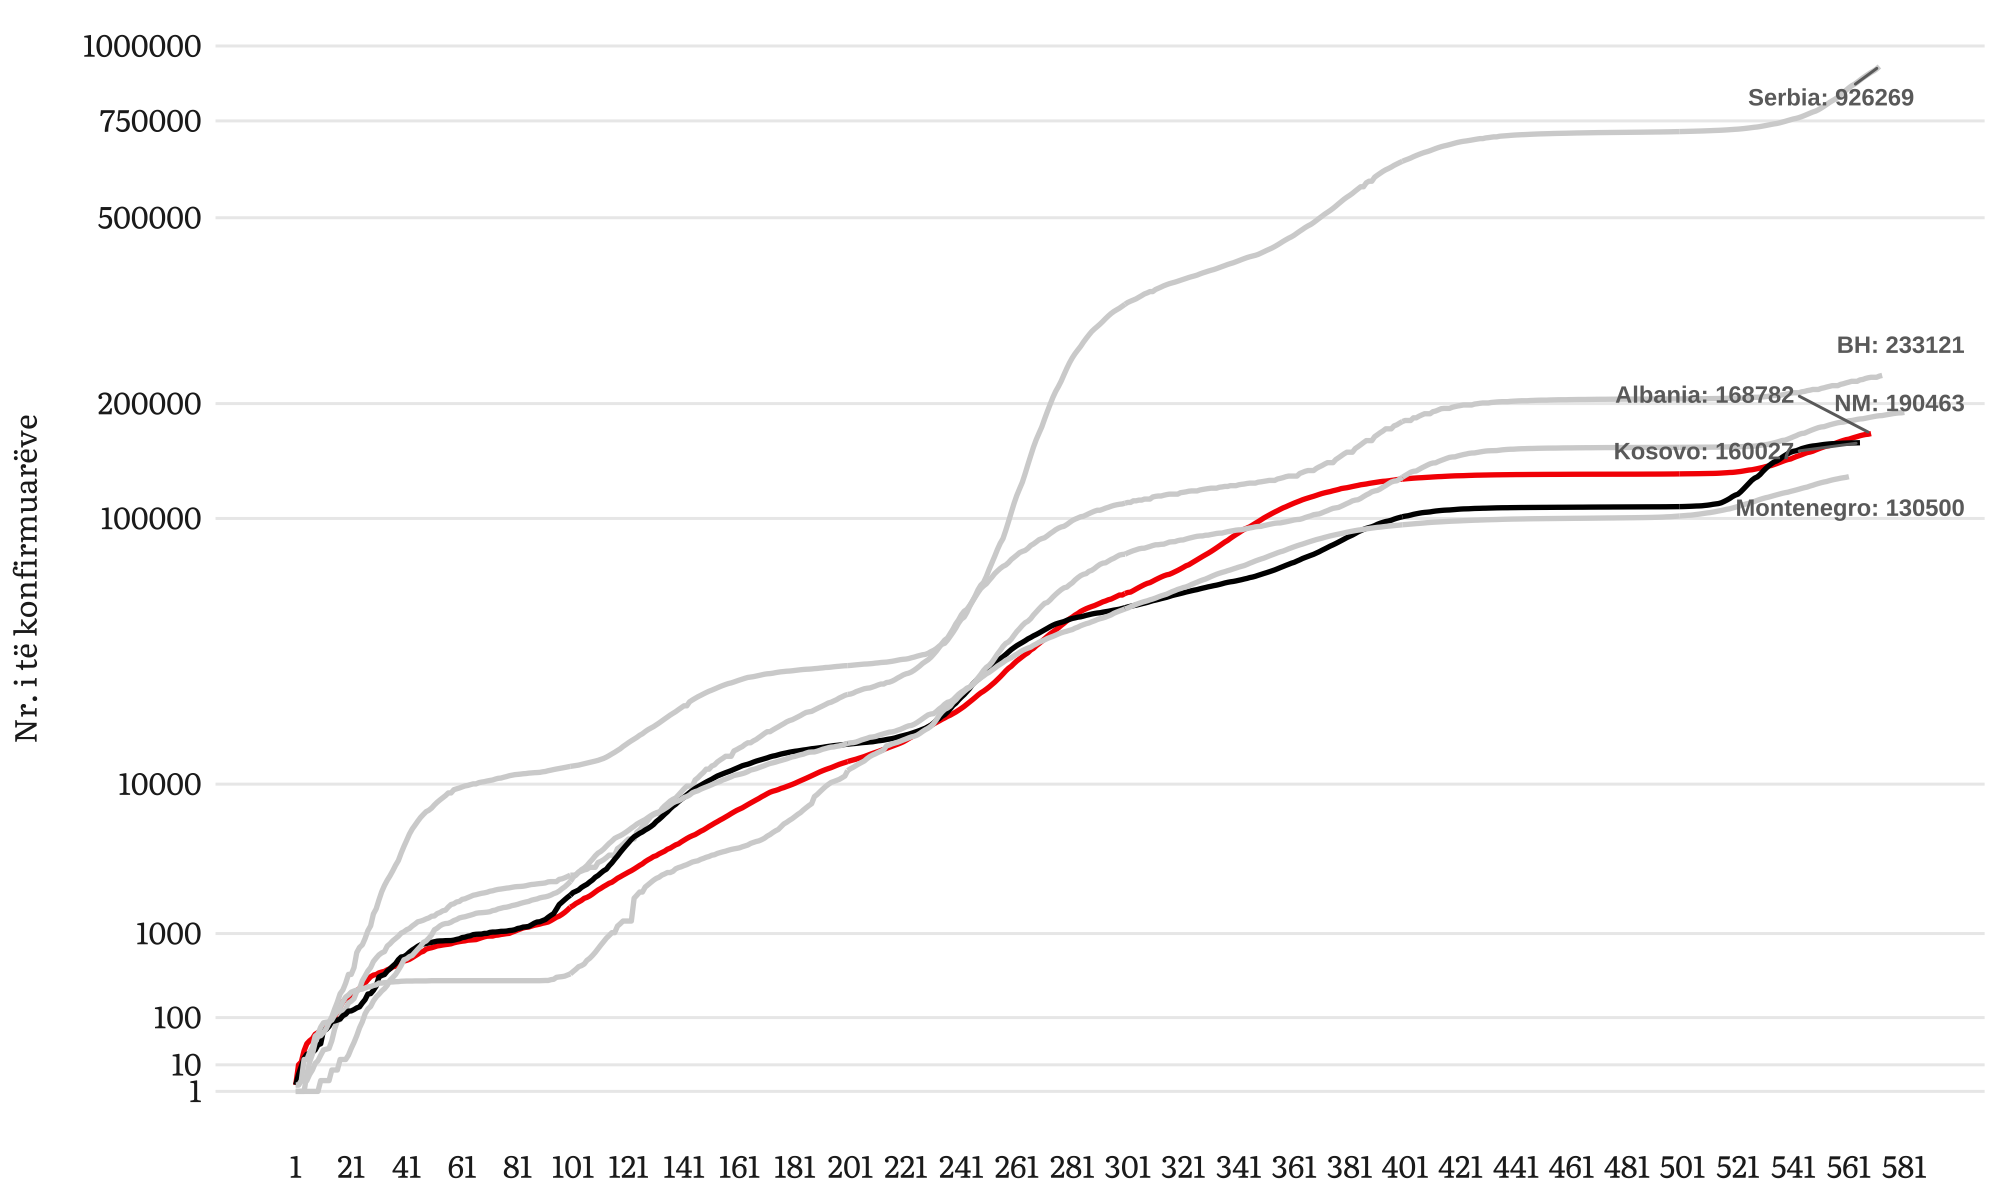 1000000
750000
500000
200000
100000
10000
1000
100
10
1
Nr. i të konfirmuarëve
Serbia: 926269
BH: 233121
Albania: 168782
NM: 190463
Kosovo: 160027
Montenegro: 130500
1 21 41 61 81 101 121 141 161 181 201 221 241 261 281 301 321 341 361 381 401 421 441 461 481 501 521 541 561 581